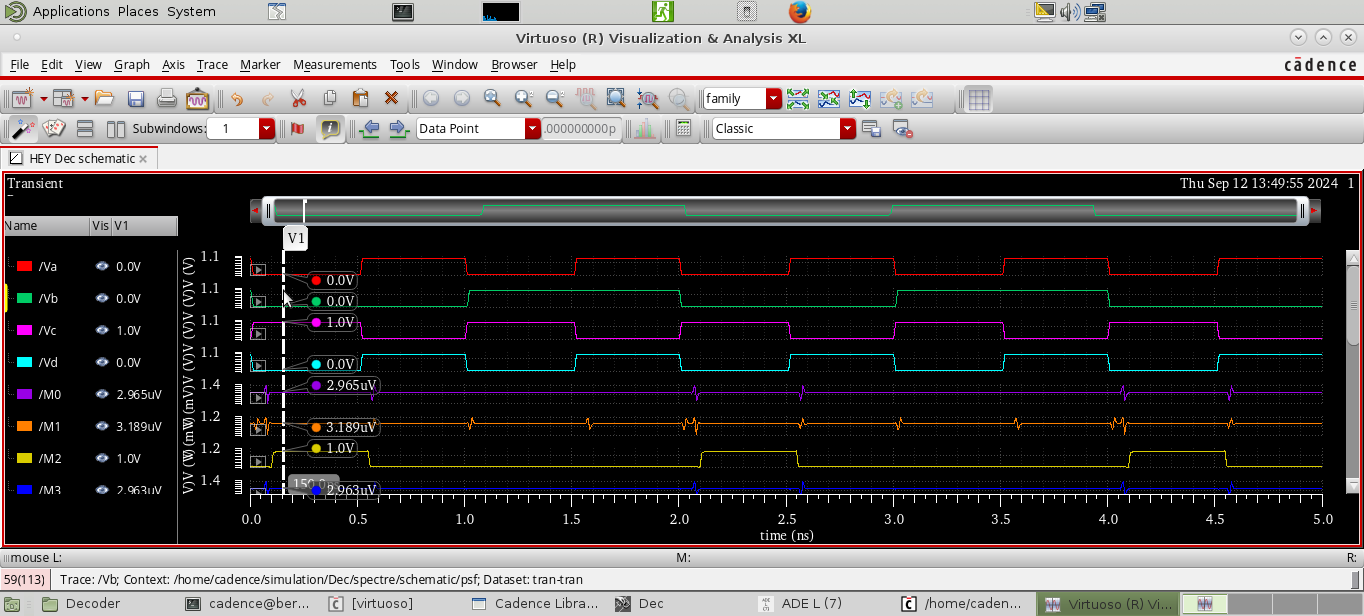 Applications Places System
Virtuoso (R) Visualization & Analysis XL
File Edit View Graph Axis Trace Marker Measurements Tools Window Browser Help
cādence
family
Subwindows: 1 Data Point .000000000p Classic
HEY Dec schematic
Transient Thu Sep 12 13:49:55 2024 1
Name Vis V1
V1
/Va 0.0V 1.1 0.0V
/Vb 0.0V 1.1 0.0V
/Vc 1.0V 1.1 1.0V
/Vd 0.0V 1.1 0.0V
/M0 2.965uV 1.4 2.965uV
/M1 3.189uV 1.2 3.189uV
/M2 1.0V 1.2 1.0V
/M3 2.963uV 1.4 2.963uV
0.0 0.5 1.0 1.5 2.0 2.5 3.0 3.5 4.0 4.5 5.0
time (ns)
mouse L: M: R:
59(113) Trace: /Vb; Context: /home/cadence/simulation/Dec/spectre/schematic/psf; Dataset: tran-tran
Decoder cadence@ber... [virtuoso] Cadence Libra... Dec ADE L (7) /home/caden... Virtuoso (R) Vi...